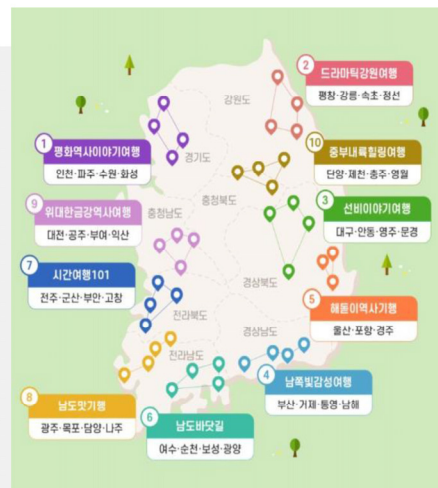 2
드라마틱강원여행
평창·강릉·속초·정선
강원도
1
평화역사이야기여행
인천·파주·수원·화성
경기도
10
중부내륙힐링여행
단양·제천·충주·영월
충청북도
9
위대한금강역사여행
대전·공주·부여·익산
충청남도
3
선비이야기여행
대구·안동·영주·문경
7
시간여행101
전주·군산·부안·고창
경상북도
전라북도
5
해돋이역사기행
울산·포항·경주
경상남도
전라남도
4
남쪽빛감성여행
부산·거제·통영·남해
8
남도맛기행
광주·목포·담양·나주
6
남도바닷길
여수·순천·보성·광양